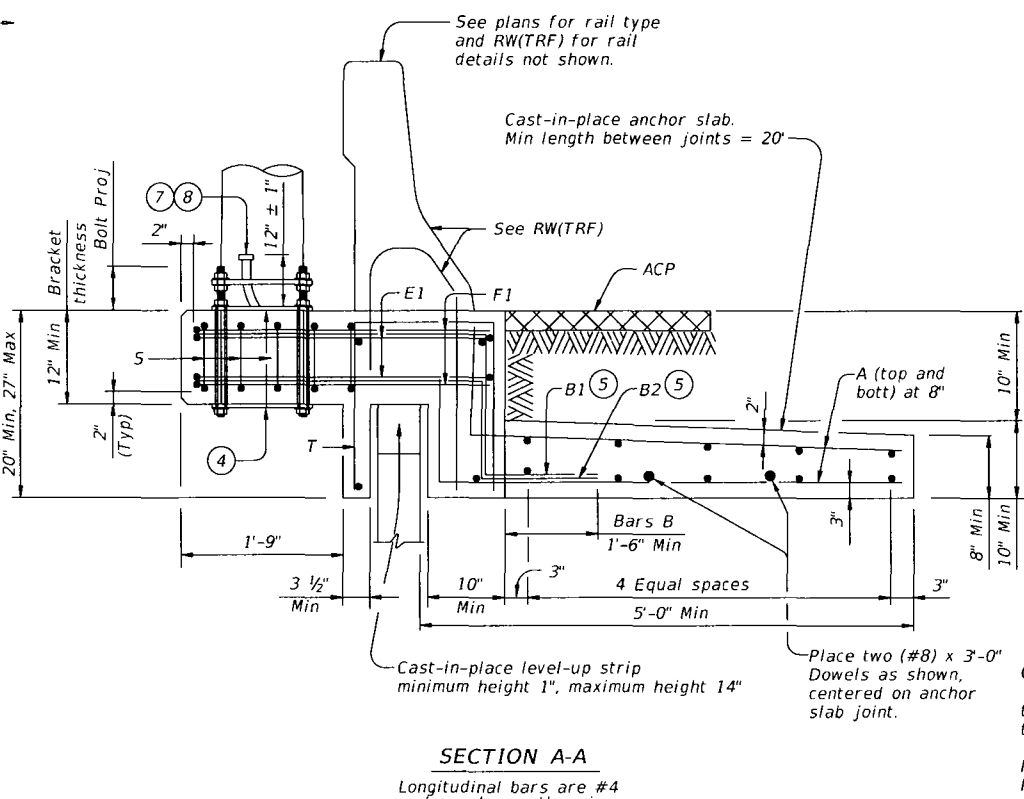 See plans for rail type
and RW(TRF) for rail
details not shown.
Cast-in-place anchor slab.
Min length between joints = 20'
7 8
12" ± 1"
Bolt Proj
2"
Bracket
thickness
See RW(TRF)
ACP
E1
F1
20" Min, 27" Max
12" Min
S
10" Min
B1 5
B2 5
A (top and
bott) at 8"
2"
2"
(Typ)
4
T
3"
8" Min
10" Min
Bars B
1'-6" Min
1'-9"
3 ½"
Min
10"
Min
3"
4 Equal spaces
3"
5'-0" Min
Cast-in-place level-up strip
minimum height 1", maximum height 14"
Place two (#8) x 3'-0"
Dowels as shown,
centered on anchor
slab joint.
SECTION A-A
Longitudinal bars are #4